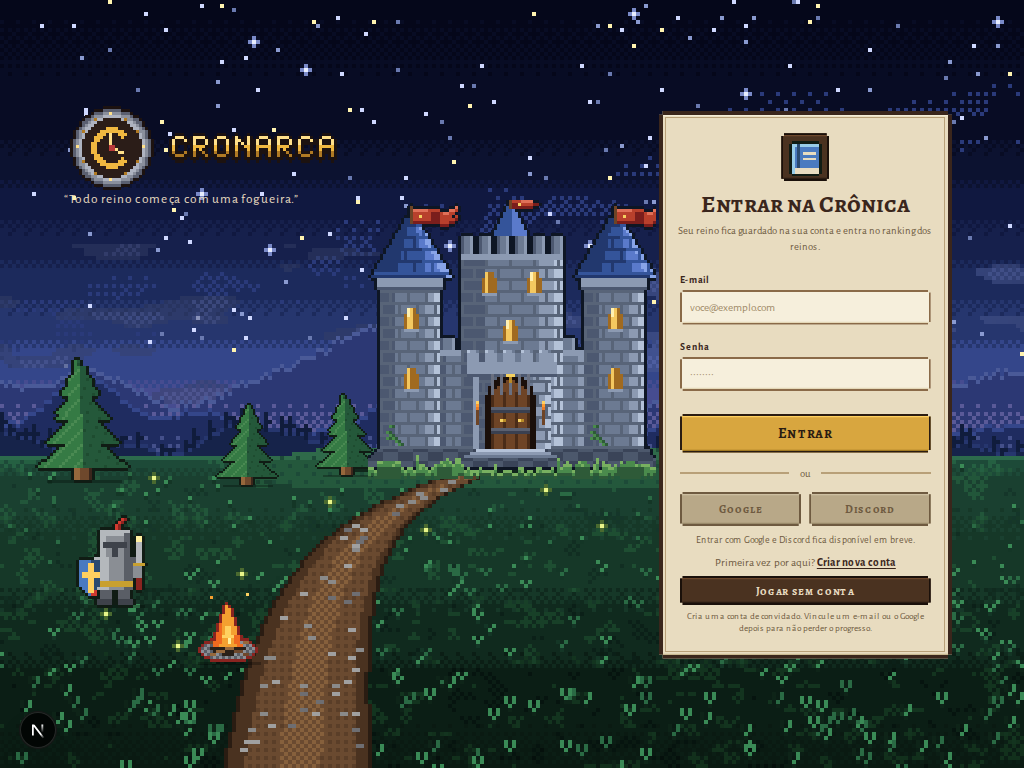 CRONARCA
"Todo reino começa com uma fogueira."
Entrar na Crônica
Seu reino fica guardado na sua conta e entra no ranking dos
reinos.
E-mail
voce@exemplo.com
Senha
········
Entrar
ou
Google
Discord
Entrar com Google e Discord fica disponível em breve.
Primeira vez por aqui? Criar nova conta
Jogar sem conta
Cria uma conta de convidado. Vincule um e-mail ou o Google
depois para não perder o progresso.
N